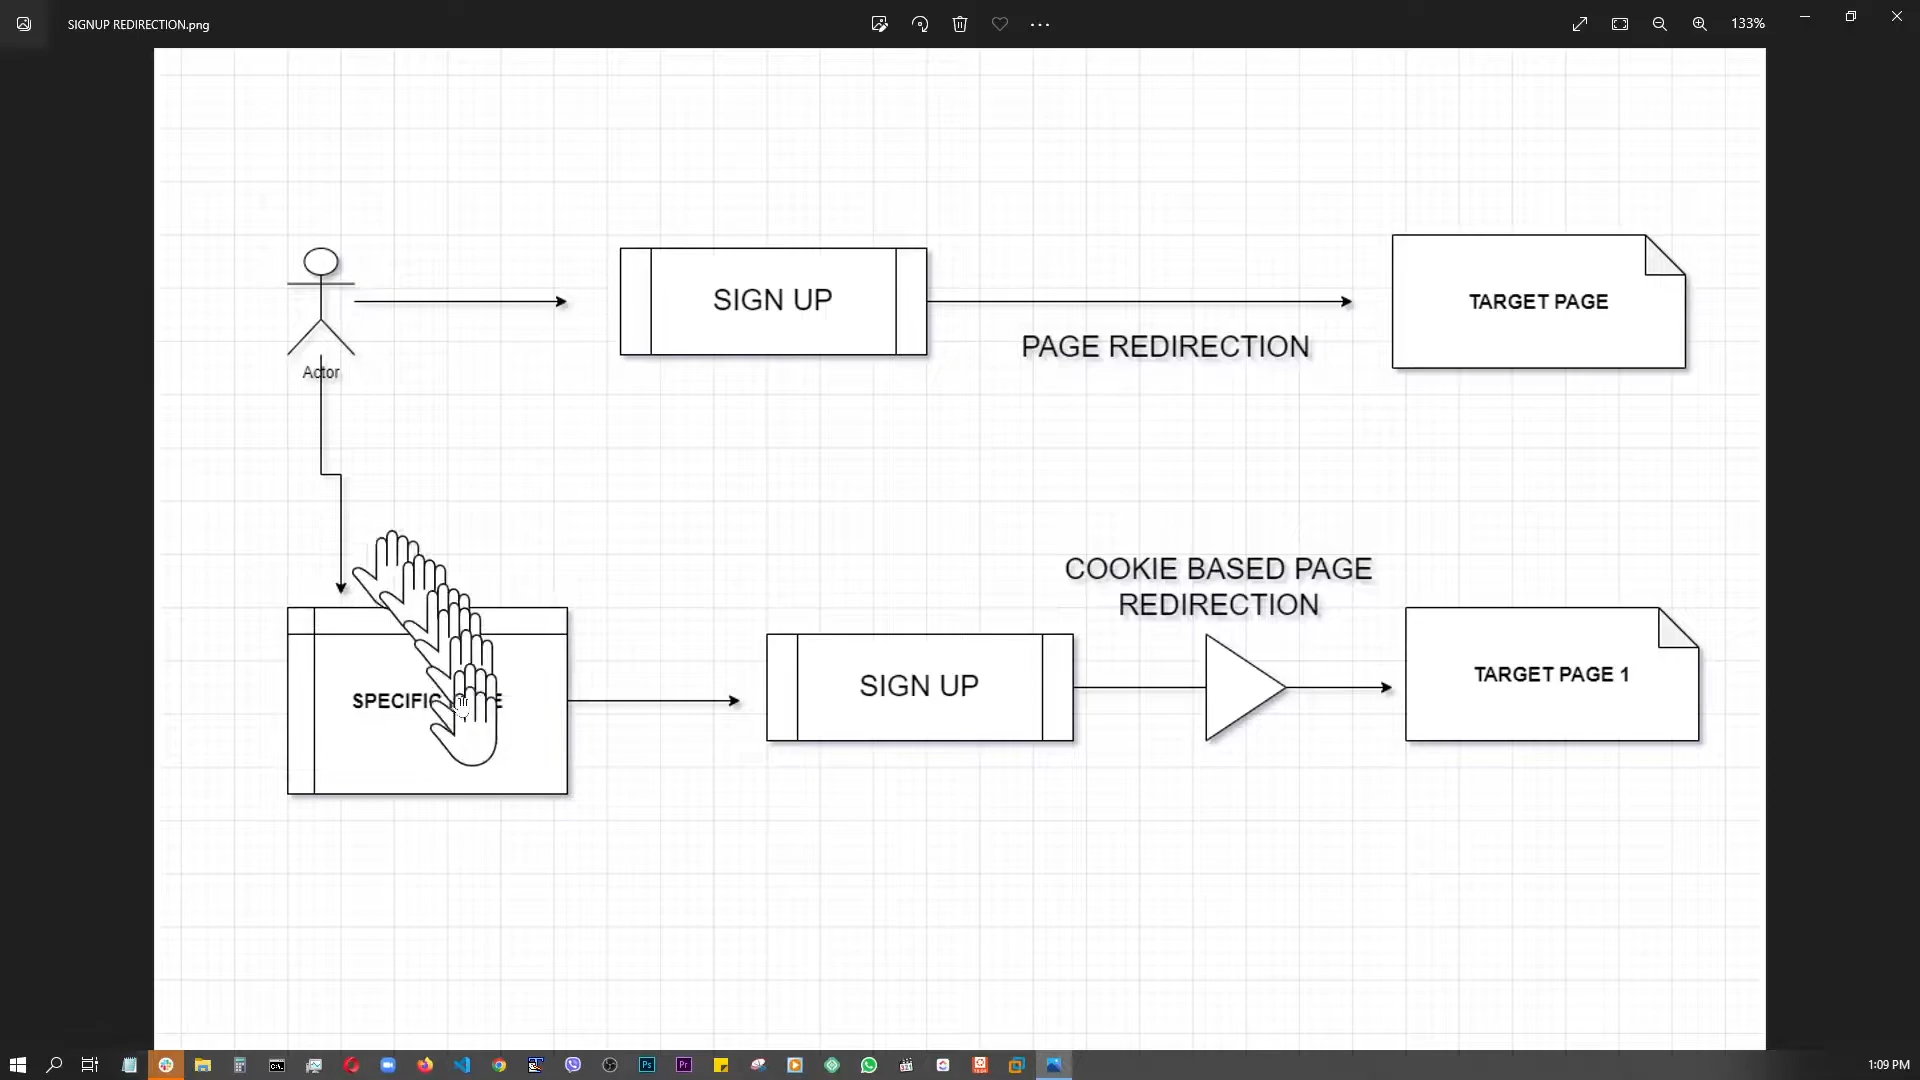 SIGNUP REDIRECTION.png
133%
SIGN UP
TARGET PAGE
PAGE REDIRECTION
Actor
COOKIE BASED PAGE
REDIRECTION
SIGN UP
TARGET PAGE 1
1:09 PM